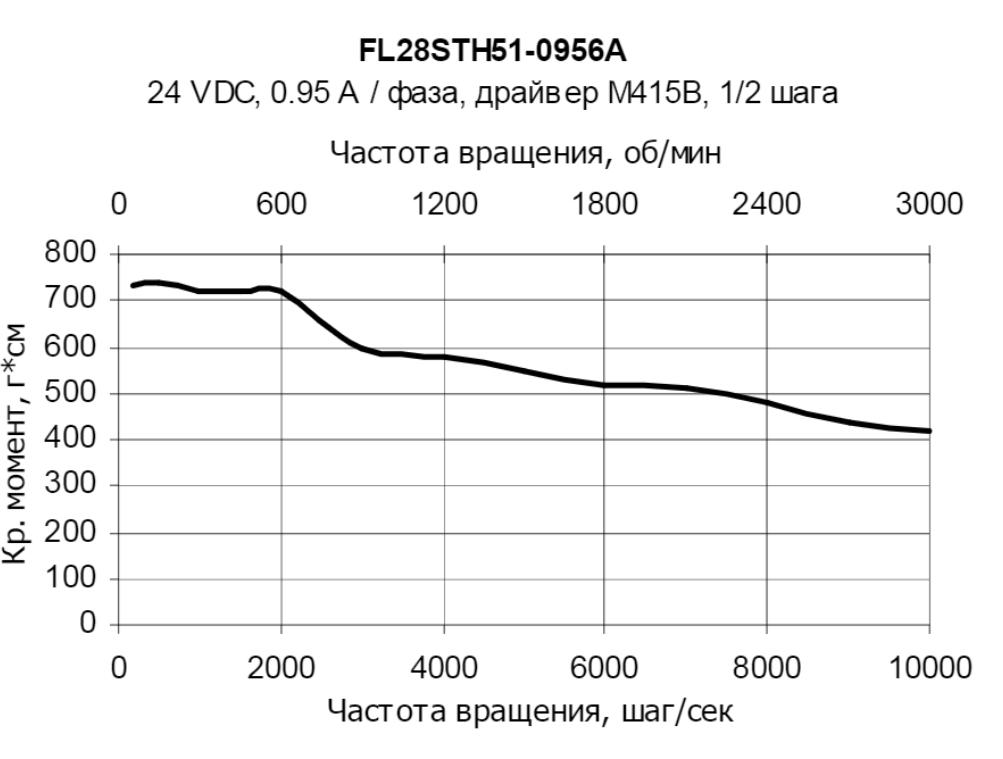 FL28STH51-0956A
24 VDC, 0.95 A / фаза, драйвер M415B, 1/2 шага
Частота вращения, об/мин
0 600 1200 1800 2400 3000
800
700
600
500
400
300
200
100
0
Кр. момент, г*см
0 2000 4000 6000 8000 10000
Частота вращения, шаг/сек